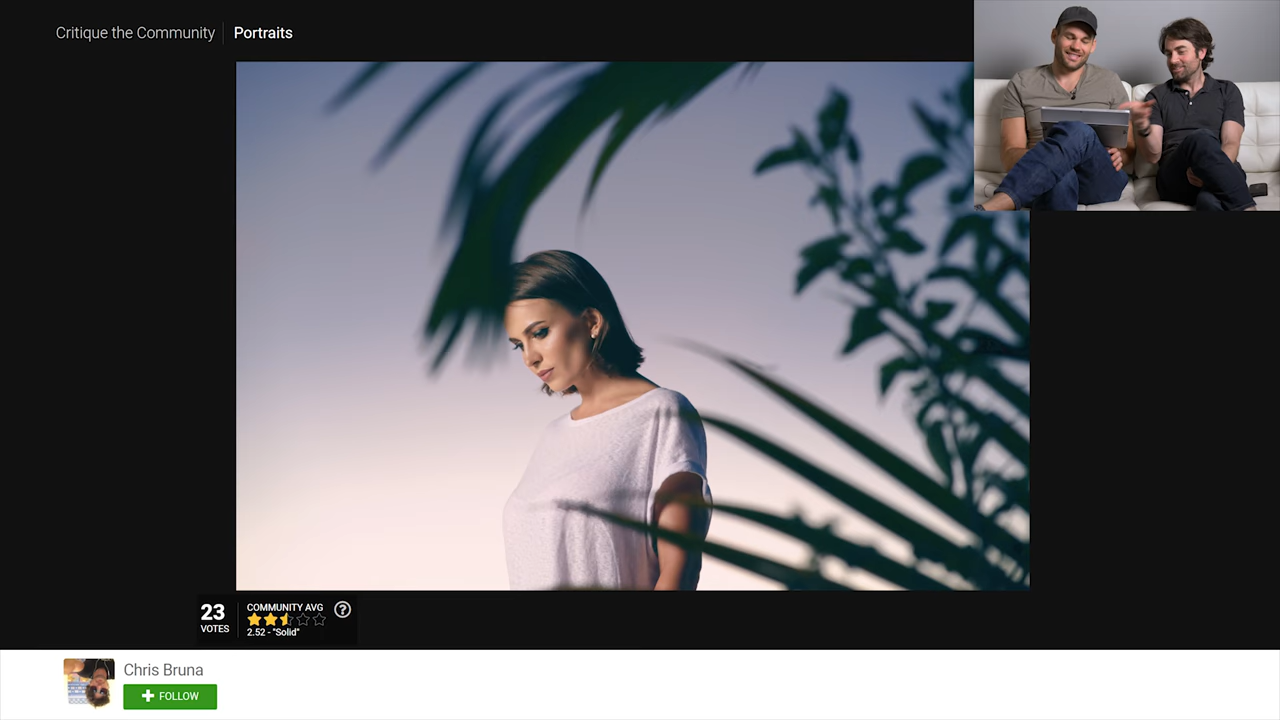 Critique the Community | Portraits
23
VOTES
COMMUNITY AVG
?
2.52 - "Solid"
Chris Bruna
+ FOLLOW